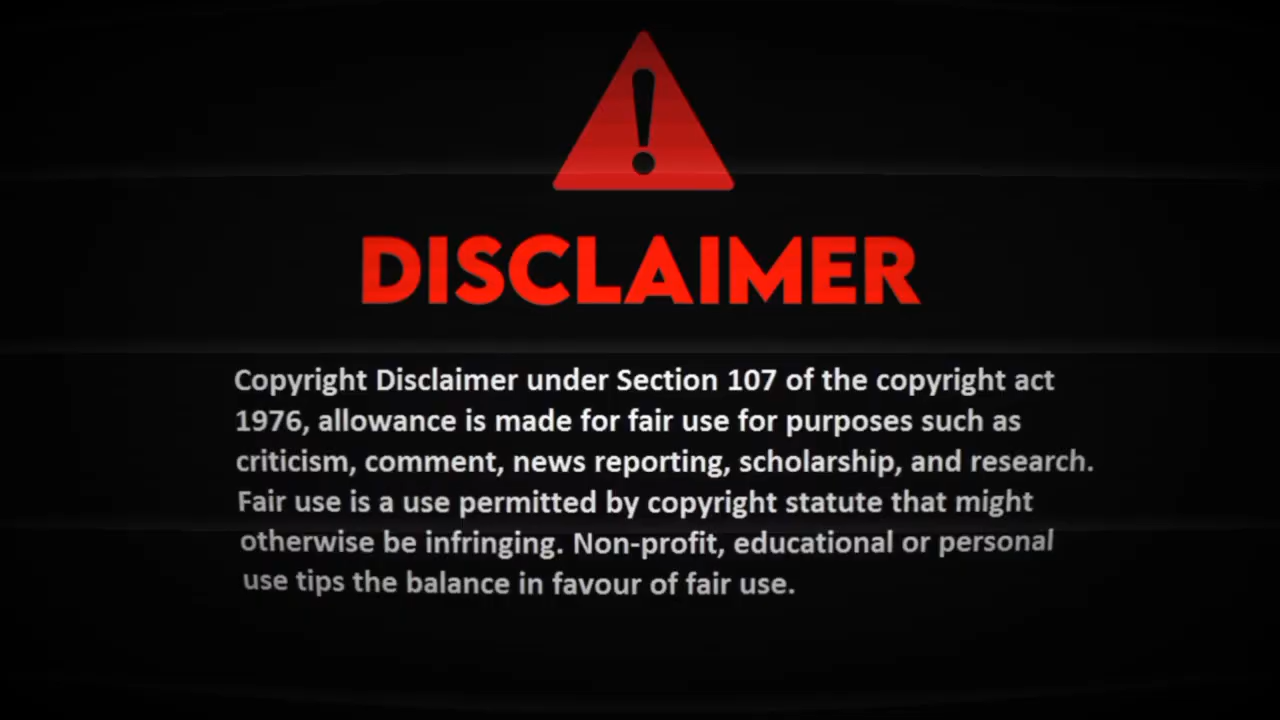 DISCLAIMER
Copyright Disclaimer under Section 107 of the copyright act
1976, allowance is made for fair use for purposes such as
criticism, comment, news reporting, scholarship, and research.
Fair use is a use permitted by copyright statute that might
otherwise be infringing. Non-profit, educational or personal
use tips the balance in favour of fair use.